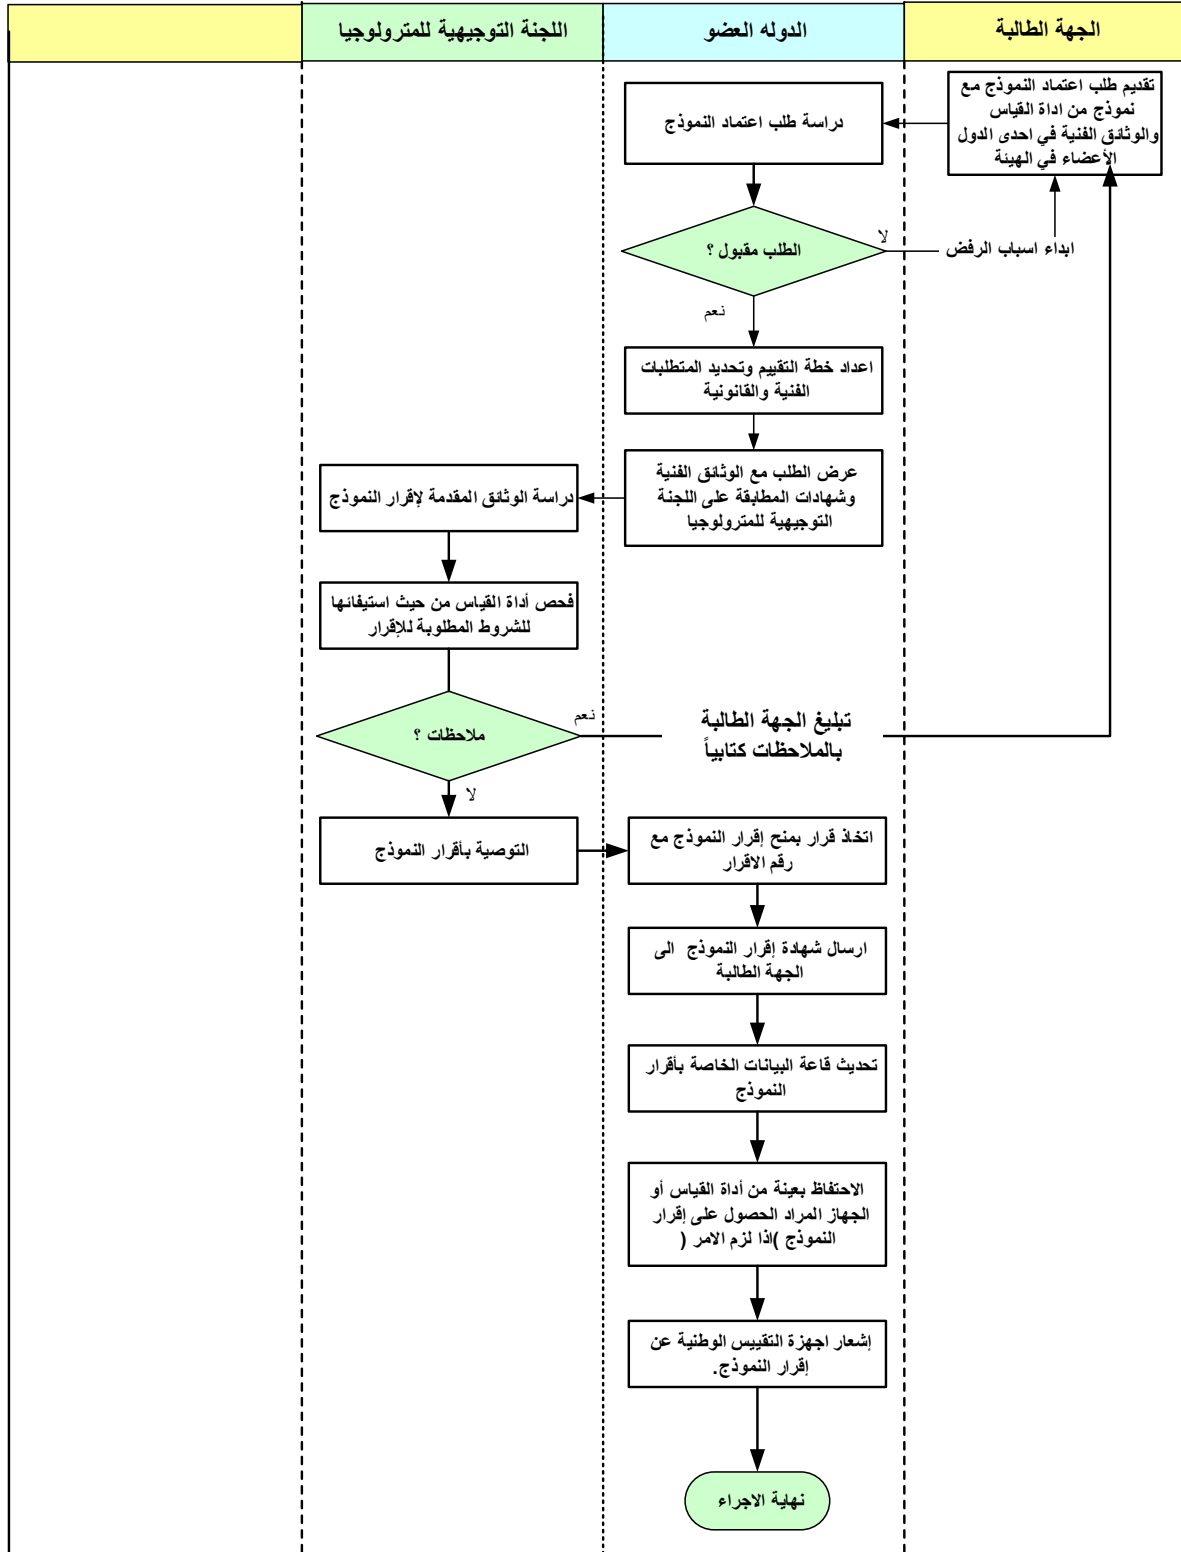 الجهة الطالبة
الدوله العضو
اللجنة التوجيهية للمترولوجيا
تقديم طلب اعتماد النموذج مع
نموذج من اداة القياس
والوثائق الفنية في احدى الدول
الأعضاء في الهيئة
دراسة طلب اعتماد النموذج
الطلب مقبول ؟
لا
ابداء اسباب الرفض
نعم
اعداد خطة التقييم وتحديد المتطلبات
الفنية والقانونية
عرض الطلب مع الوثائق الفنية
وشهادات المطابقة على اللجنة
التوجيهية للمترولوجيا
دراسة الوثائق المقدمة لإقرار النموذج
فحص أداة القياس من حيث استيفائها
للشروط المطلوبة للإقرار
ملاحظات ؟
نعم
تبليغ الجهة الطالبة
بالملاحظات كتابياً
لا
التوصية بأقرار النموذج
اتخاذ قرار بمنح إقرار النموذج مع
رقم الاقرار
ارسال شهادة إقرار النموذج الى
الجهة الطالبة
تحديث قاعة البيانات الخاصة بأقرار
النموذج
الاحتفاظ بعينة من أداة القياس أو
الجهاز المراد الحصول على إقرار
النموذج )اذا لزم الامر (
إشعار اجهزة التقييس الوطنية عن
إقرار النموذج.
نهاية الاجراء